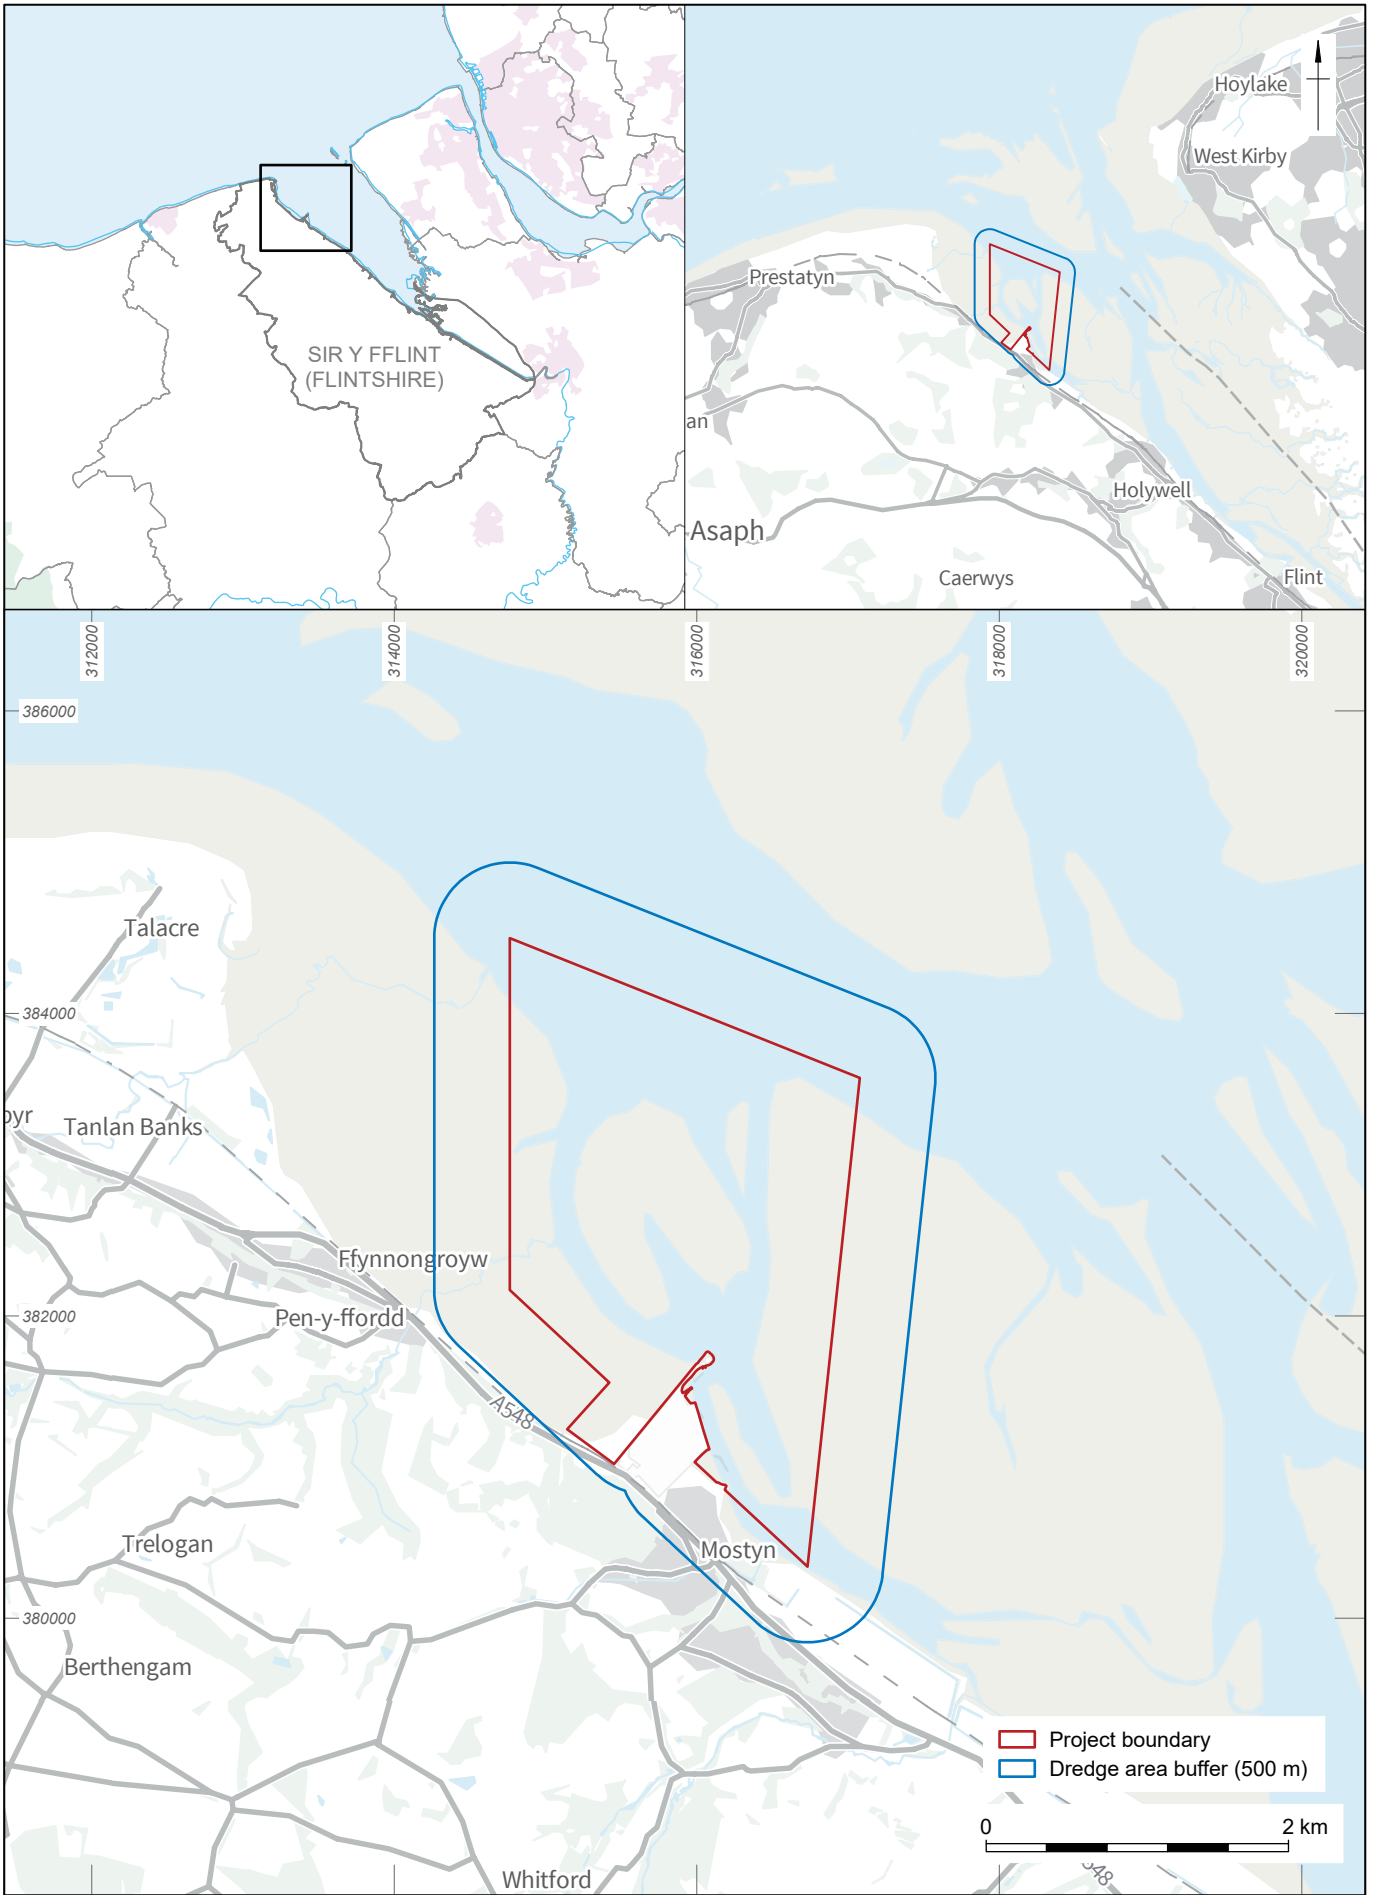 SIR Y FFLINT
(FLINTSHIRE)
Hoylake
West Kirby
Prestatyn
an
Holywell
Asaph
Caerwys
Flint
312000
314000
316000
318000
320000
386000
Talacre
384000
oyr
Tanlan Banks
Ffynnongroyw
382000
Pen-y-ffordd
A548
Trelogan
Mostyn
380000
Berthengam
Project boundary
Dredge area buffer (500 m)
0 2 km
Whitford
548